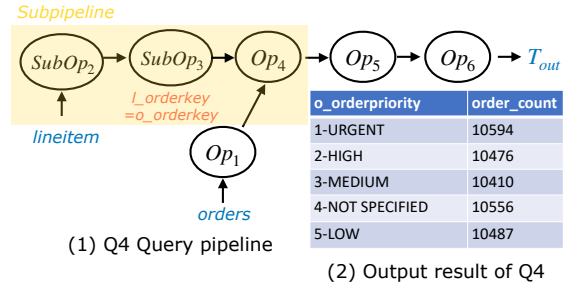 Subpipeline
SubOp2
SubOp3
Op4
Op5
Op6
Tout
l_orderkey
=o_orderkey
lineitem
Op1
orders
(1) Q4 Query pipeline
o_orderpriority order_count
1-URGENT 10594
2-HIGH 10476
3-MEDIUM 10410
4-NOT SPECIFIED 10556
5-LOW 10487
(2) Output result of Q4